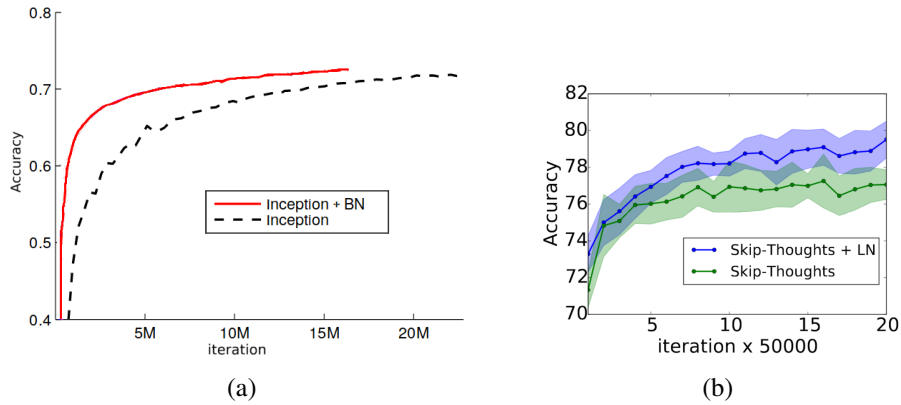 0.8
0.7
0.6
0.5
0.4
Accuracy
Inception + BN
Inception
5M
10M
15M
20M
iteration
(a)
82
80
78
76
74
72
70
Accuracy
Skip-Thoughts + LN
Skip-Thoughts
5
10
15
20
iteration x 50000
(b)